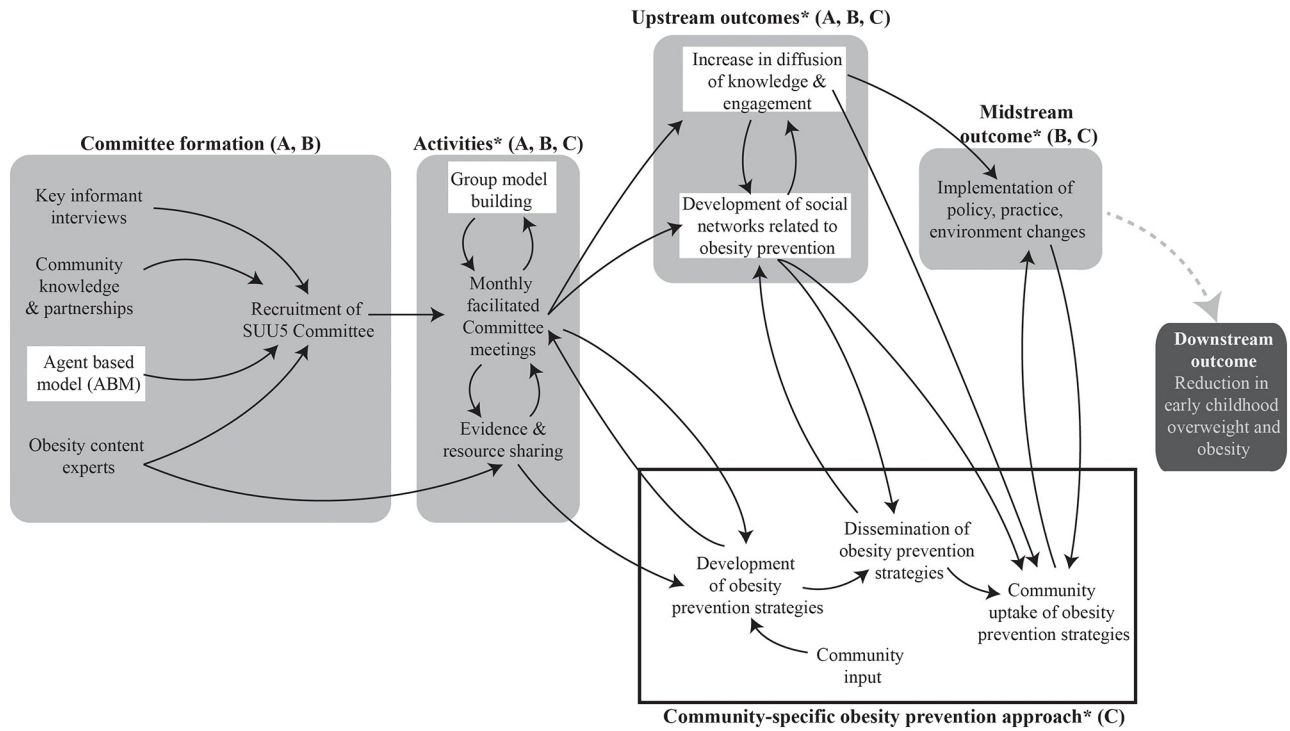 Committee formation (A, B)
Key informant
interviews
Community
knowledge
& partnerships
Agent based
model (ABM)
Obesity content
experts
Recruitment of
SUU5 Committee
Activities* (A, B, C)
Group model
building
Monthly
facilitated
Committee
meetings
Evidence &
resource sharing
Upstream outcomes* (A, B, C)
Increase in diffusion
of knowledge &
engagement
Development of social
networks related to
obesity prevention
Midstream
outcome* (B, C)
Implementation of
policy, practice,
environment changes
Downstream
outcome
Reduction in
early childhood
overweight and
obesity
Development
of obesity
prevention strategies
Dissemination of
obesity prevention
strategies
Community
uptake of obesity
prevention strategies
Community
input
Community-specific obesity prevention approach* (C)